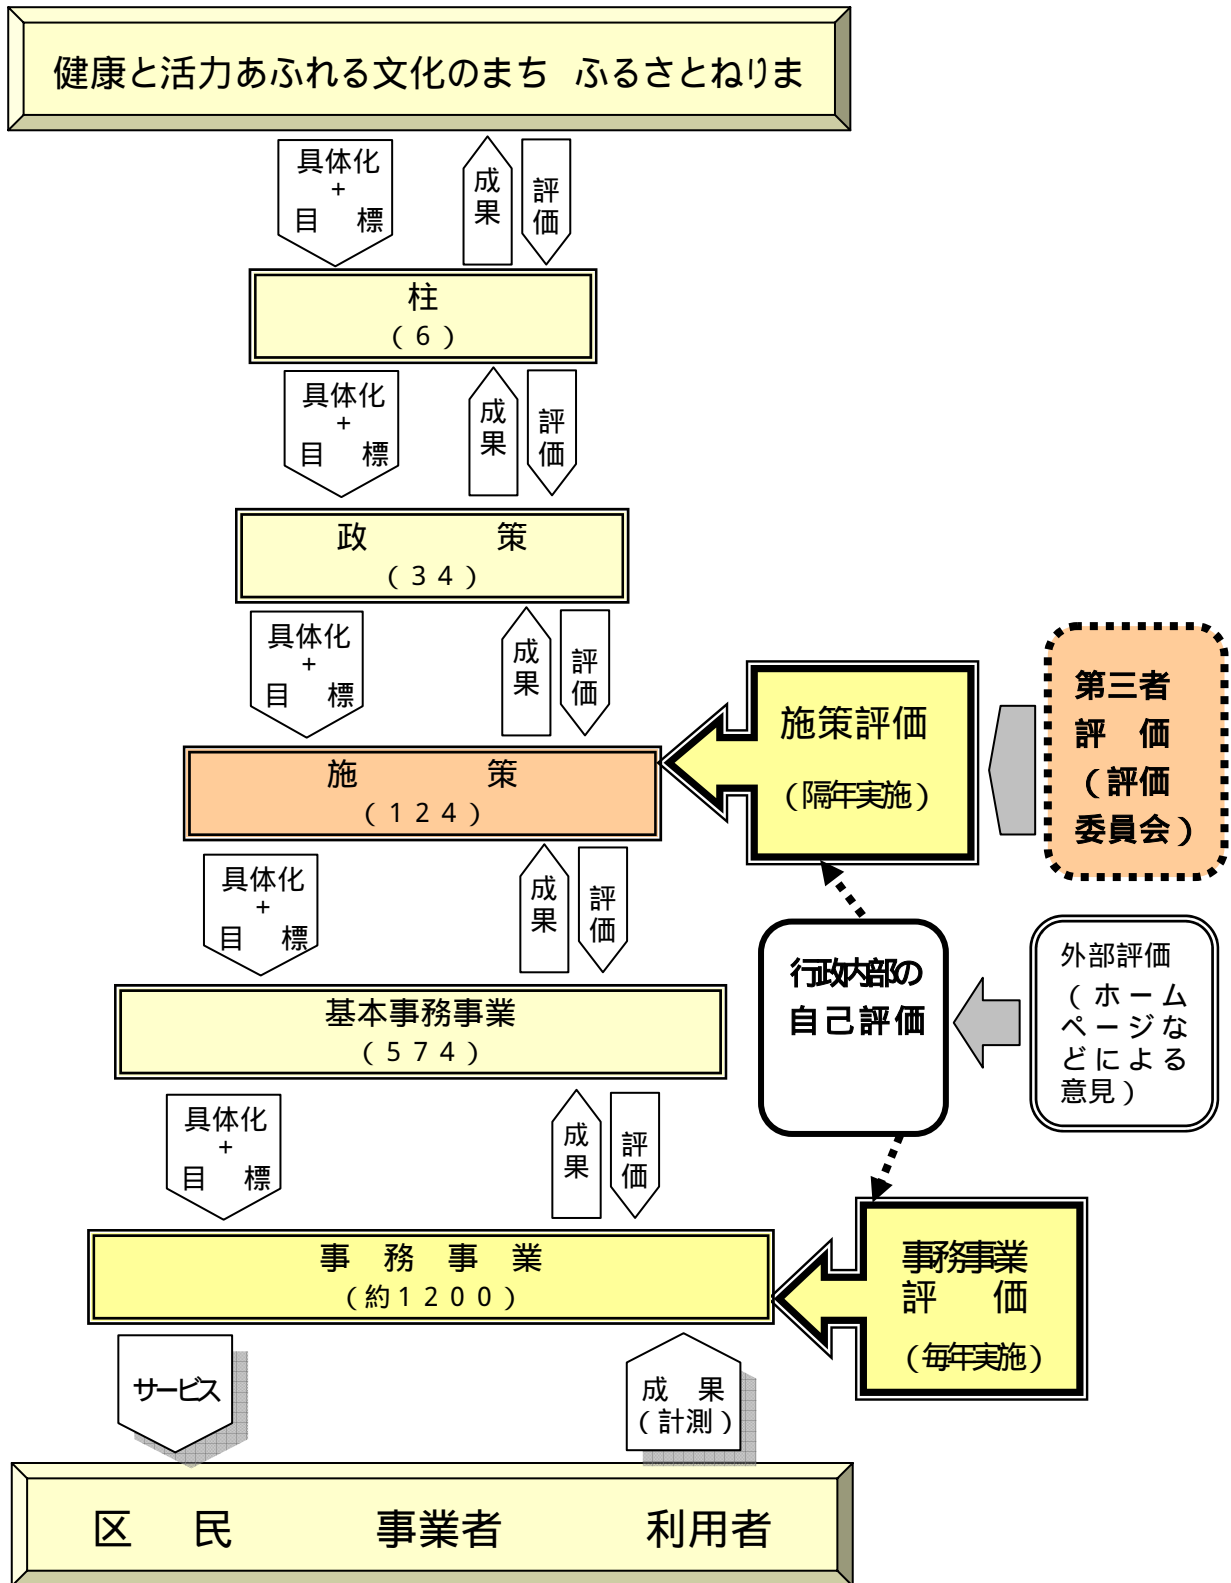 健康と活力あふれる文化のまち ふるさとねりま
具体化
+
目 標
成果
評価
柱
(6)
具体化
+
目 標
成果
評価
政 策
(34)
具体化
+
目 標
成果
評価
施 策
(124)
施策評価
(隔年実施)
第三者
評 価
(評価
委員会)
具体化
+
目 標
成果
評価
行政内部の
自己評価
外部評価
(ホーム
ページな
どによる
意見)
基本事務事業
(574)
具体化
+
目 標
成果
評価
事 務 事 業
(約1200)
事務事業
評 価
(毎年実施)
サービス
成 果
(計測)
区 民 事業者 利用者